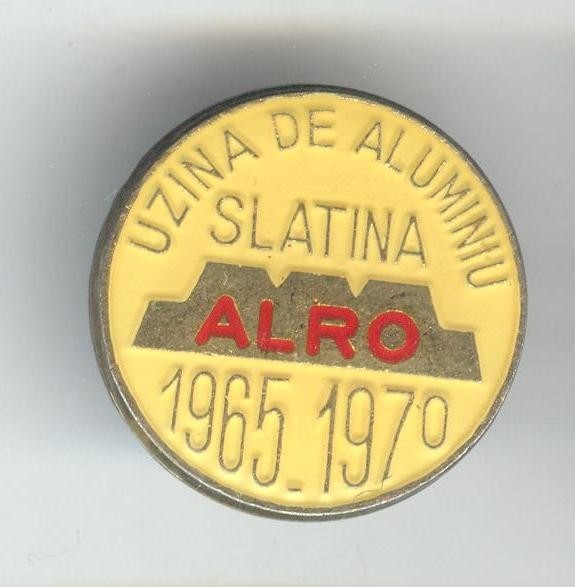 UZINA DE ALUMINIU
SLATINA
ALRO
1965-1970